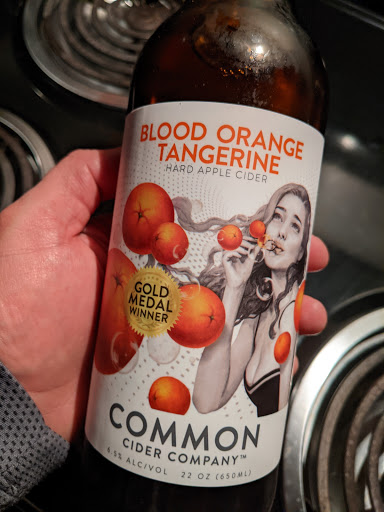 BLOOD ORANGE
TANGERINE
HARD APPLE CIDER
GOLD
MEDAL
WINNER
COMMON
CIDER COMPANY™
6.5% ALC/VOL 22 OZ (650ML)